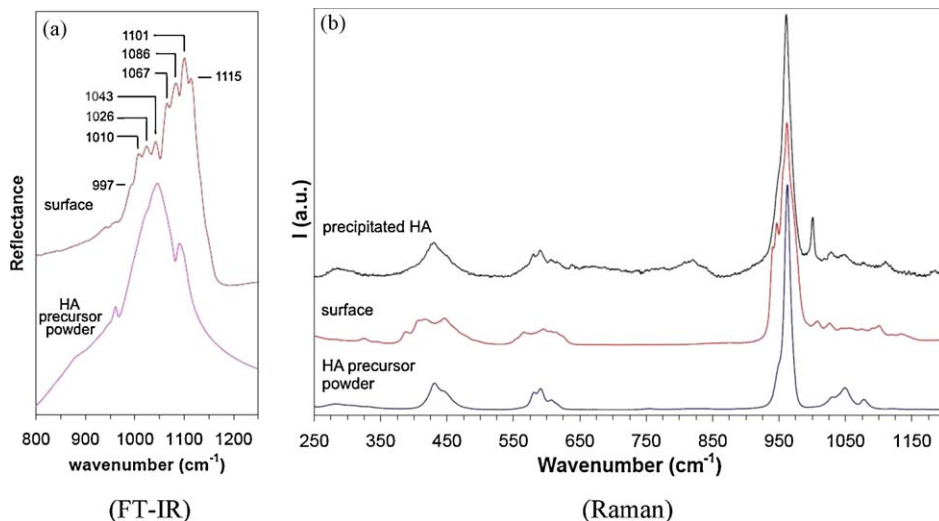 (a)
1101
1086
1067
1115
1043
1026
1010
997
surface
HA
precursor
powder
Reflectance
800 900 1000 1100 1200
wavenumber (cm-1)
(FT-IR)
(b)
precipitated HA
surface
HA precursor
powder
I (a.u.)
250 350 450 550 650 750 850 950 1050 1150
Wavenumber (cm-1)
(Raman)